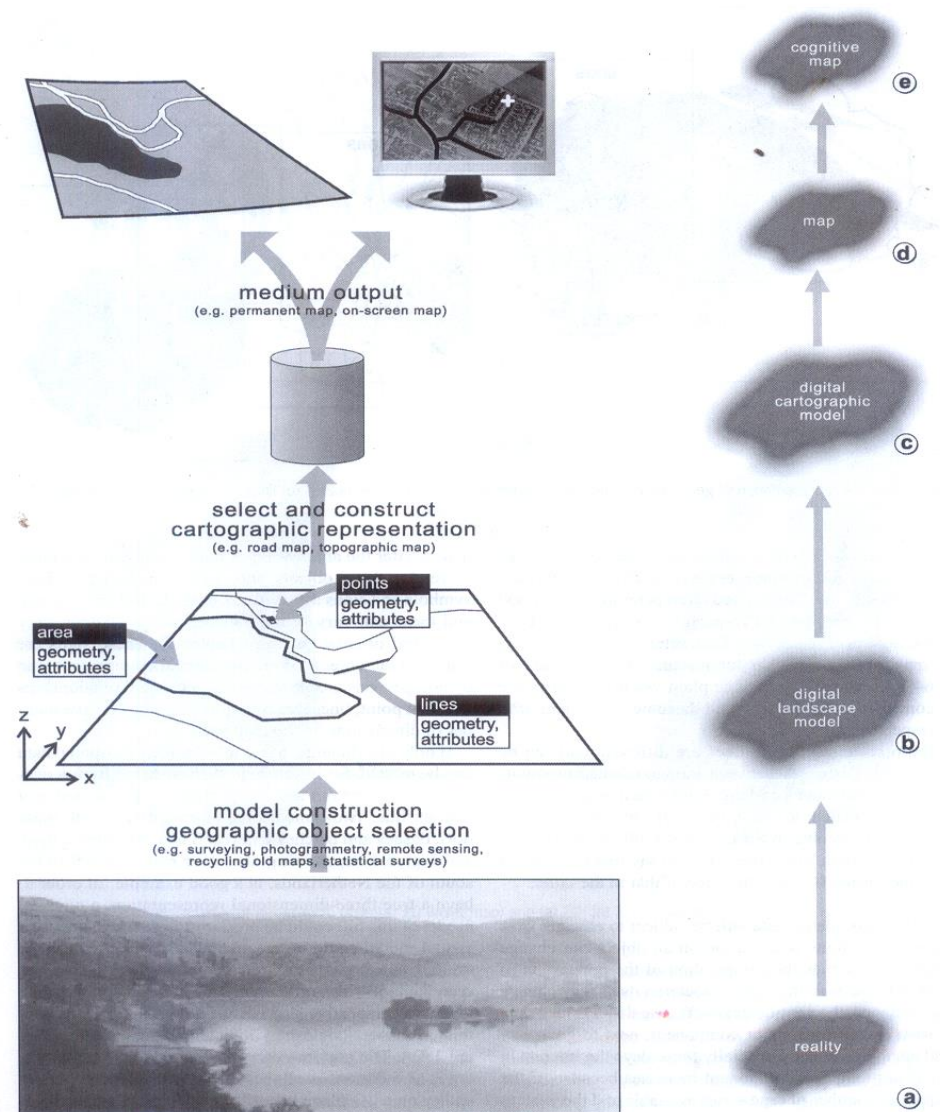 cognitive
map
e
map
d
medium output
(e.g. permanent map, on-screen map)
digital
cartographic
model
c
select and construct
cartographic representation
(e.g. road map, topographic map)
points
geometry,
attributes
area
geometry,
attributes
lines
geometry,
attributes
z
y
x
digital
landscape
model
b
model construction
geographic object selection
(e.g. surveying, photogrammetry, remote sensing,
recycling old maps, statistical surveys)
reality
a